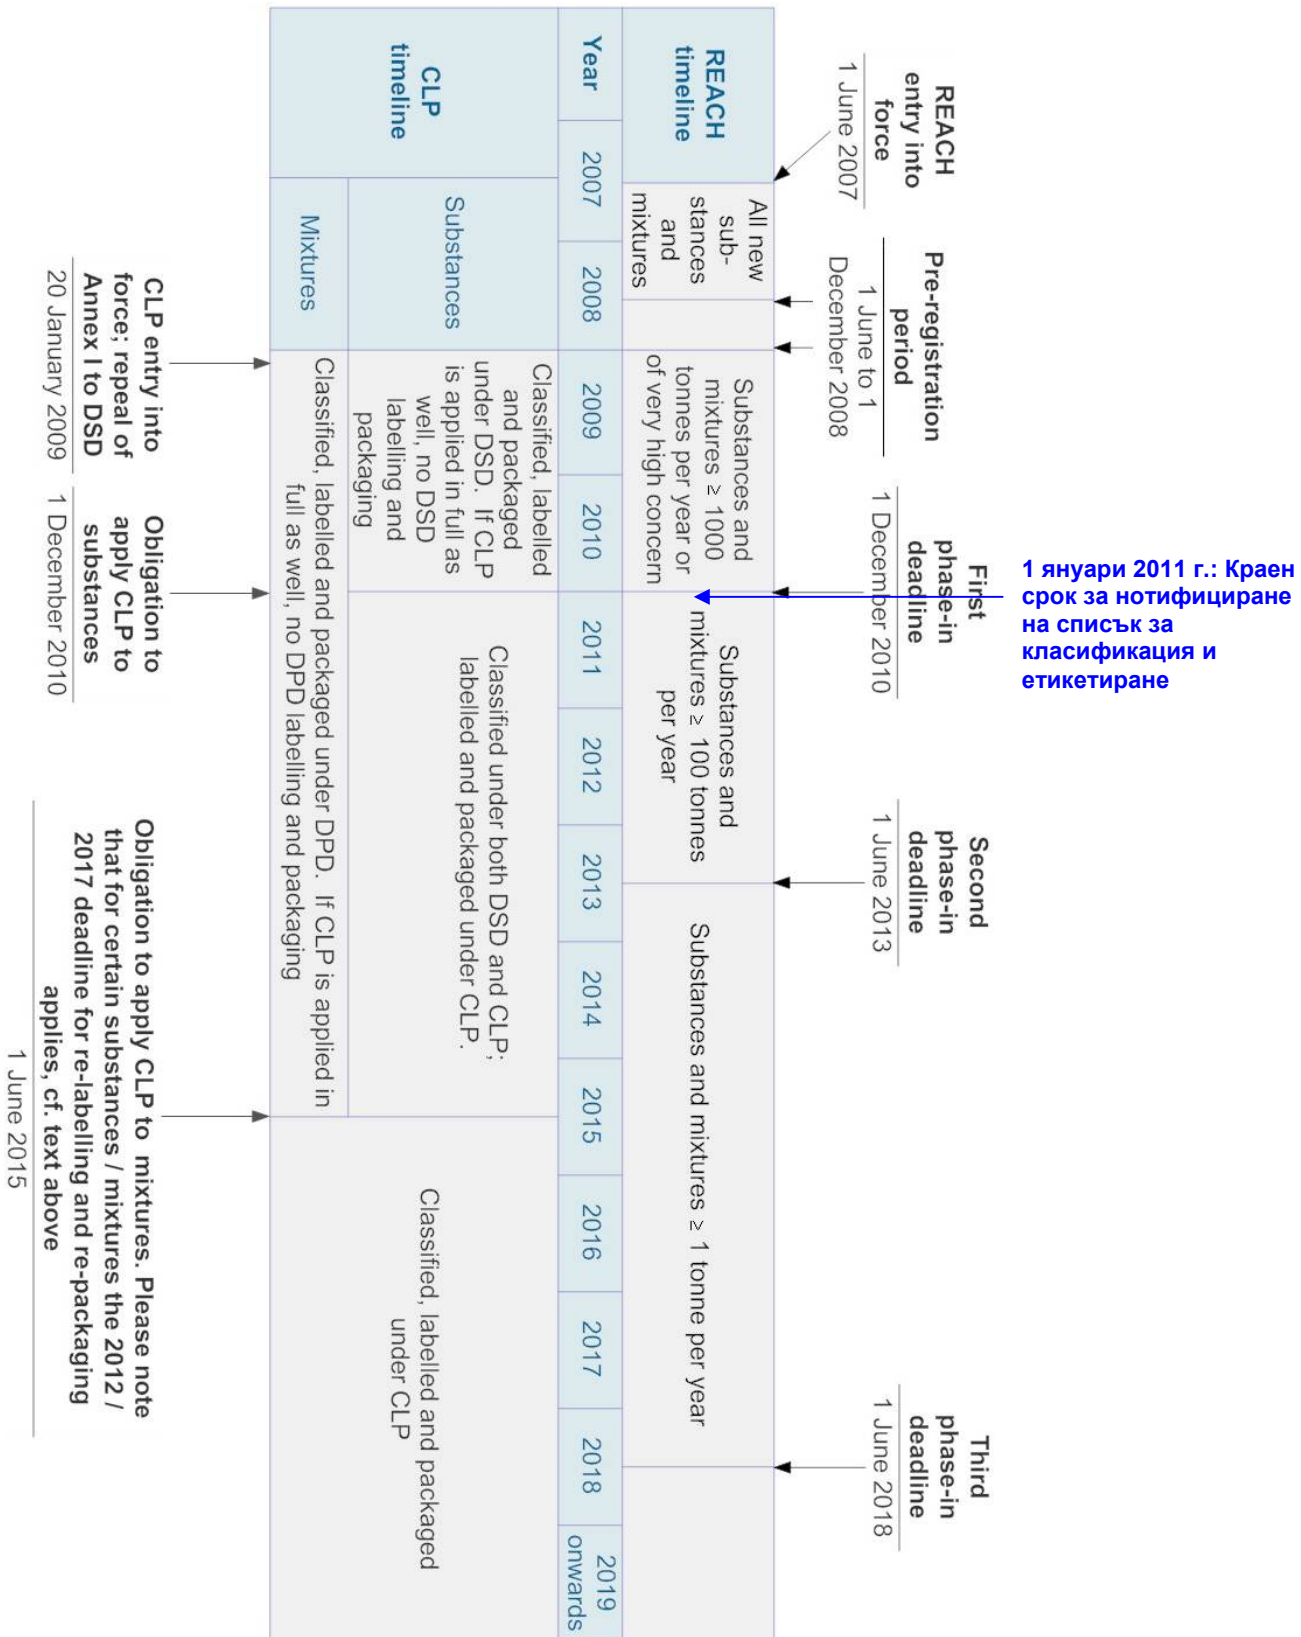 REACH
entry into
force
1 June 2007
Pre-registration
period
1 June to 1
December 2008
First
phase-in
deadline
1 December 2010
Second
phase-in
deadline
1 June 2013
Third
phase-in
deadline
1 June 2018
1 януари 2011 г.: Краен
срок за нотифициране
на списък за
класификация и
етикетиране
REACH
timeline
All new
sub-
stances
and
mixtures
Substances and
mixtures ≥ 1000
tonnes per year or
of very high concern
Substances and
mixtures ≥ 100 tonnes
per year
Substances and mixtures ≥ 1 tonne per year
Year
2007
2008
2009
2010
2011
2012
2013
2014
2015
2016
2017
2018
2019
onwards
CLP
timeline
Substances
Classified, labelled
and packaged
under DSD. If CLP
is applied in full as
well, no DSD
labelling and
packaging
Classified under both DSD and CLP;
labelled and packaged under CLP.
Classified, labelled and packaged
under CLP
Mixtures
Classified, labelled and packaged under DPD. If CLP is applied in
full as well, no DPD labelling and packaging
CLP entry into
force; repeal of
Annex I to DSD
20 January 2009
Obligation to
apply CLP to
substances
1 December 2010
Obligation to apply CLP to mixtures. Please note
that for certain substances / mixtures the 2012 /
2017 deadline for re-labelling and re-packaging
applies, cf. text above
1 June 2015